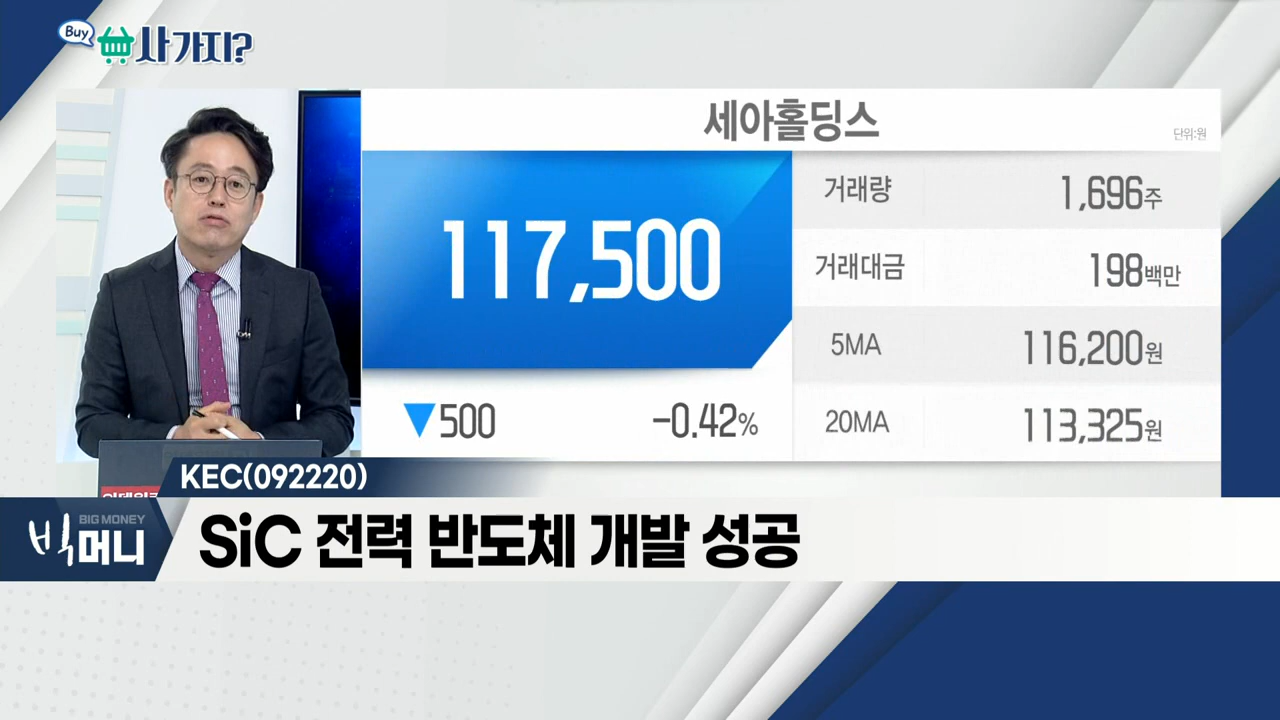 Buy
사가지?
세아홀딩스
단위:원
117,500
▼500 -0.42%
거래량 1,696주
거래대금 198백만
5MA 116,200원
20MA 113,325원
KEC(092220)
BIG MONEY
빅머니
SiC 전력 반도체 개발 성공